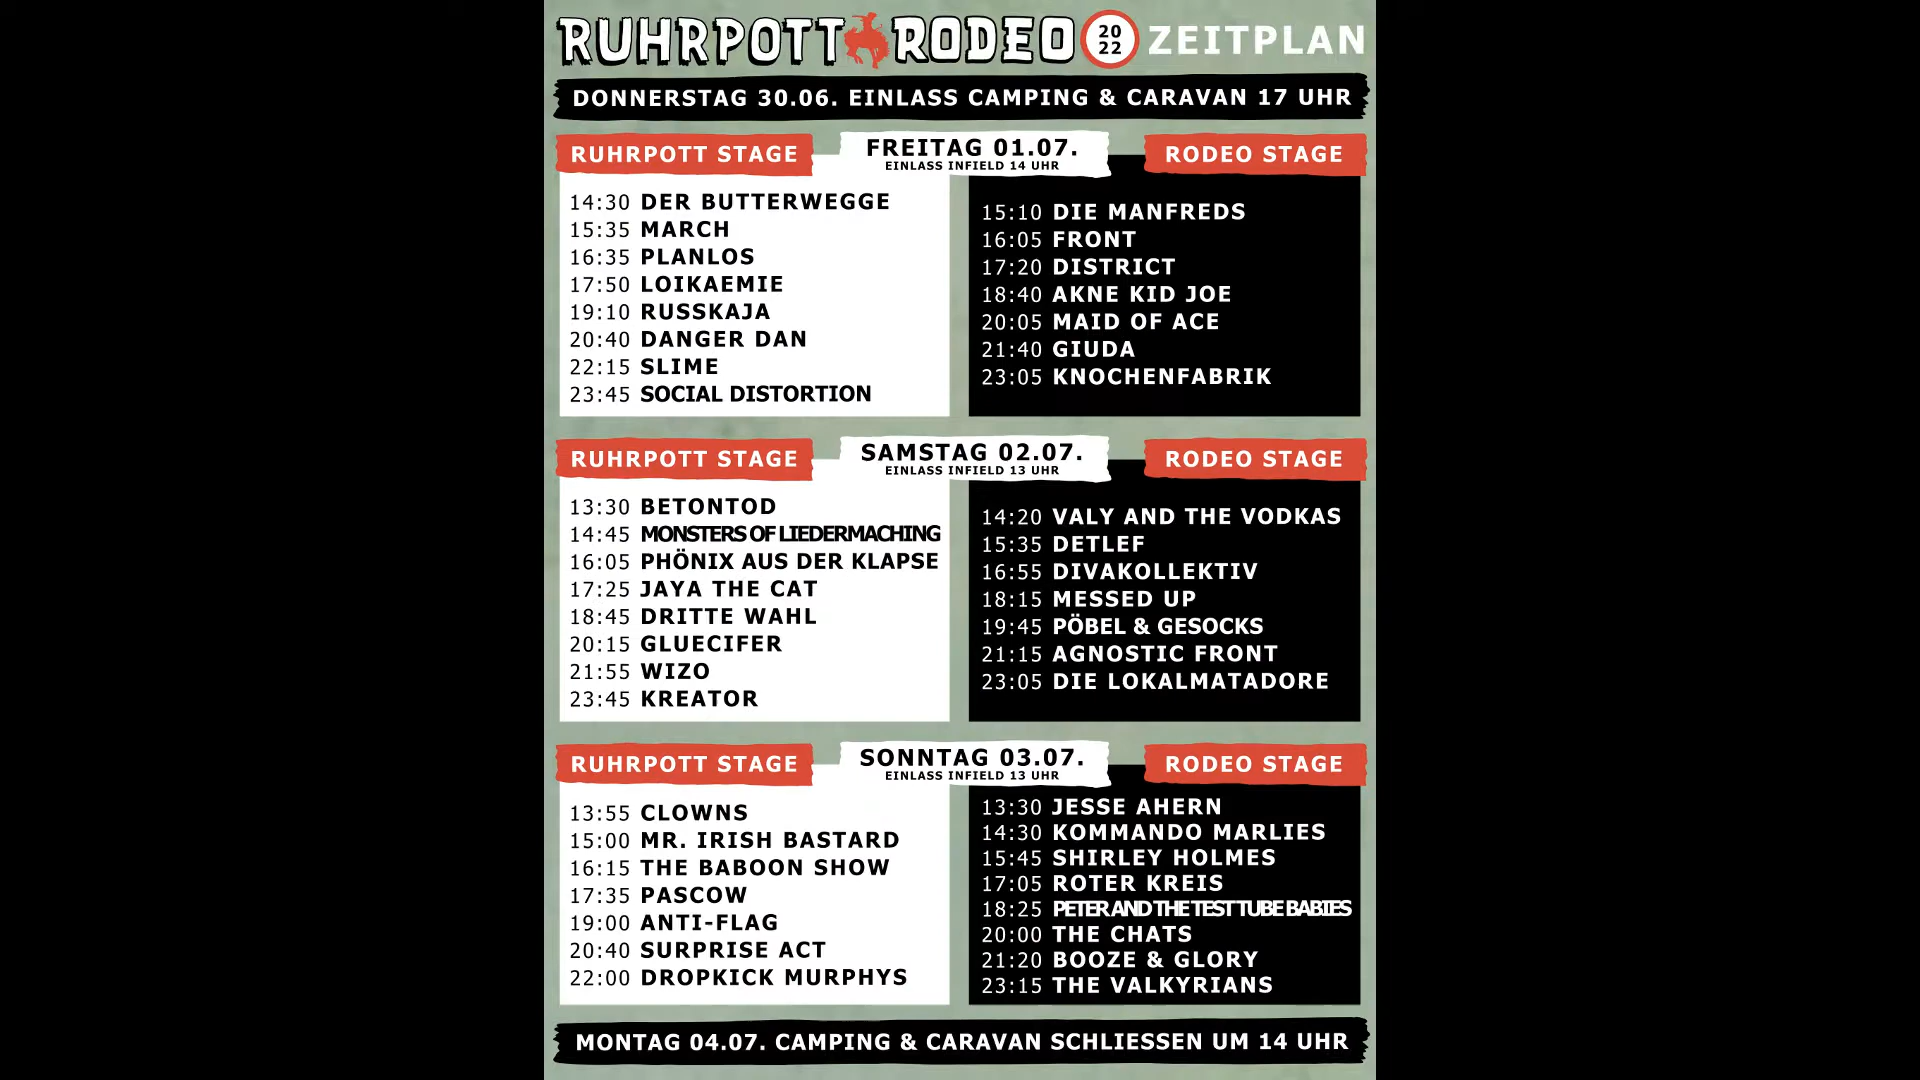 RUHRPOTT RODEO 20 22 ZEITPLAN
DONNERSTAG 30.06. EINLASS CAMPING & CARAVAN 17 UHR
RUHRPOTT STAGE
FREITAG 01.07.
EINLASS INFIELD 14 UHR
RODEO STAGE
14:30 DER BUTTERWEGGE
15:35 MARCH
16:35 PLANLOS
17:50 LOIKAEMIE
19:10 RUSSKAJA
20:40 DANGER DAN
22:15 SLIME
23:45 SOCIAL DISTORTION
15:10 DIE MANFREDS
16:05 FRONT
17:20 DISTRICT
18:40 AKNE KID JOE
20:05 MAID OF ACE
21:40 GIUDA
23:05 KNOCHENFABRIK
RUHRPOTT STAGE
SAMSTAG 02.07.
EINLASS INFIELD 13 UHR
RODEO STAGE
13:30 BETONTOD
14:45 MONSTERS OF LIEDERMACHING
16:05 PHÖNIX AUS DER KLAPSE
17:25 JAYA THE CAT
18:45 DRITTE WAHL
20:15 GLUECIFER
21:55 WIZO
23:45 KREATOR
14:20 VALY AND THE VODKAS
15:35 DETLEF
16:55 DIVAKOLLEKTIV
18:15 MESSED UP
19:45 PÖBEL & GESOCKS
21:15 AGNOSTIC FRONT
23:05 DIE LOKALMATADORE
RUHRPOTT STAGE
SONNTAG 03.07.
EINLASS INFIELD 13 UHR
RODEO STAGE
13:55 CLOWNS
15:00 MR. IRISH BASTARD
16:15 THE BABOON SHOW
17:35 PASCOW
19:00 ANTI-FLAG
20:40 SURPRISE ACT
22:00 DROPKICK MURPHYS
13:30 JESSE AHERN
14:30 KOMMANDO MARLIES
15:45 SHIRLEY HOLMES
17:05 ROTER KREIS
18:25 PETER AND THE TEST TUBE BABIES
20:00 THE CHATS
21:20 BOOZE & GLORY
23:15 THE VALKYRIANS
MONTAG 04.07. CAMPING & CARAVAN SCHLIESSEN UM 14 UHR